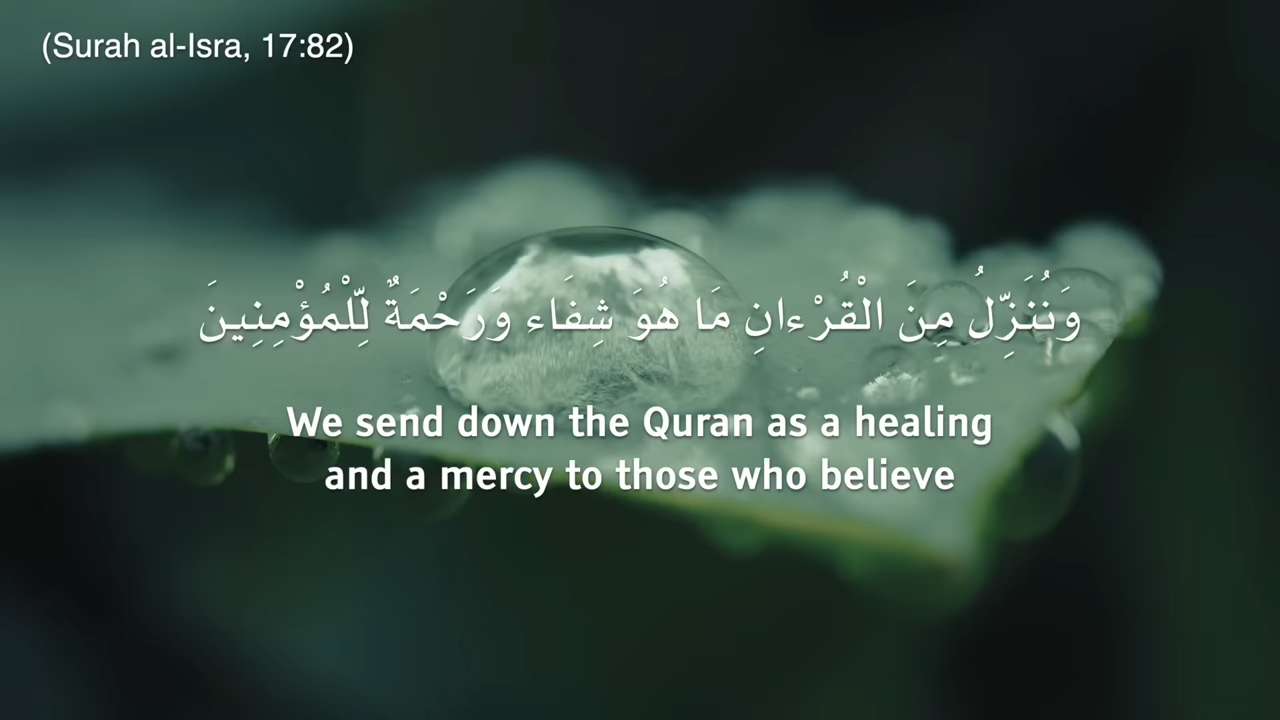 (Surah al-Isra, 17:82)
وَنُنَزِّلُ مِنَ الْقُرْءانِ مَا هُوَ شِفَاء وَرَحْمَةٌ لِّلْمُؤْمِنِينَ
We send down the Quran as a healing
and a mercy to those who believe